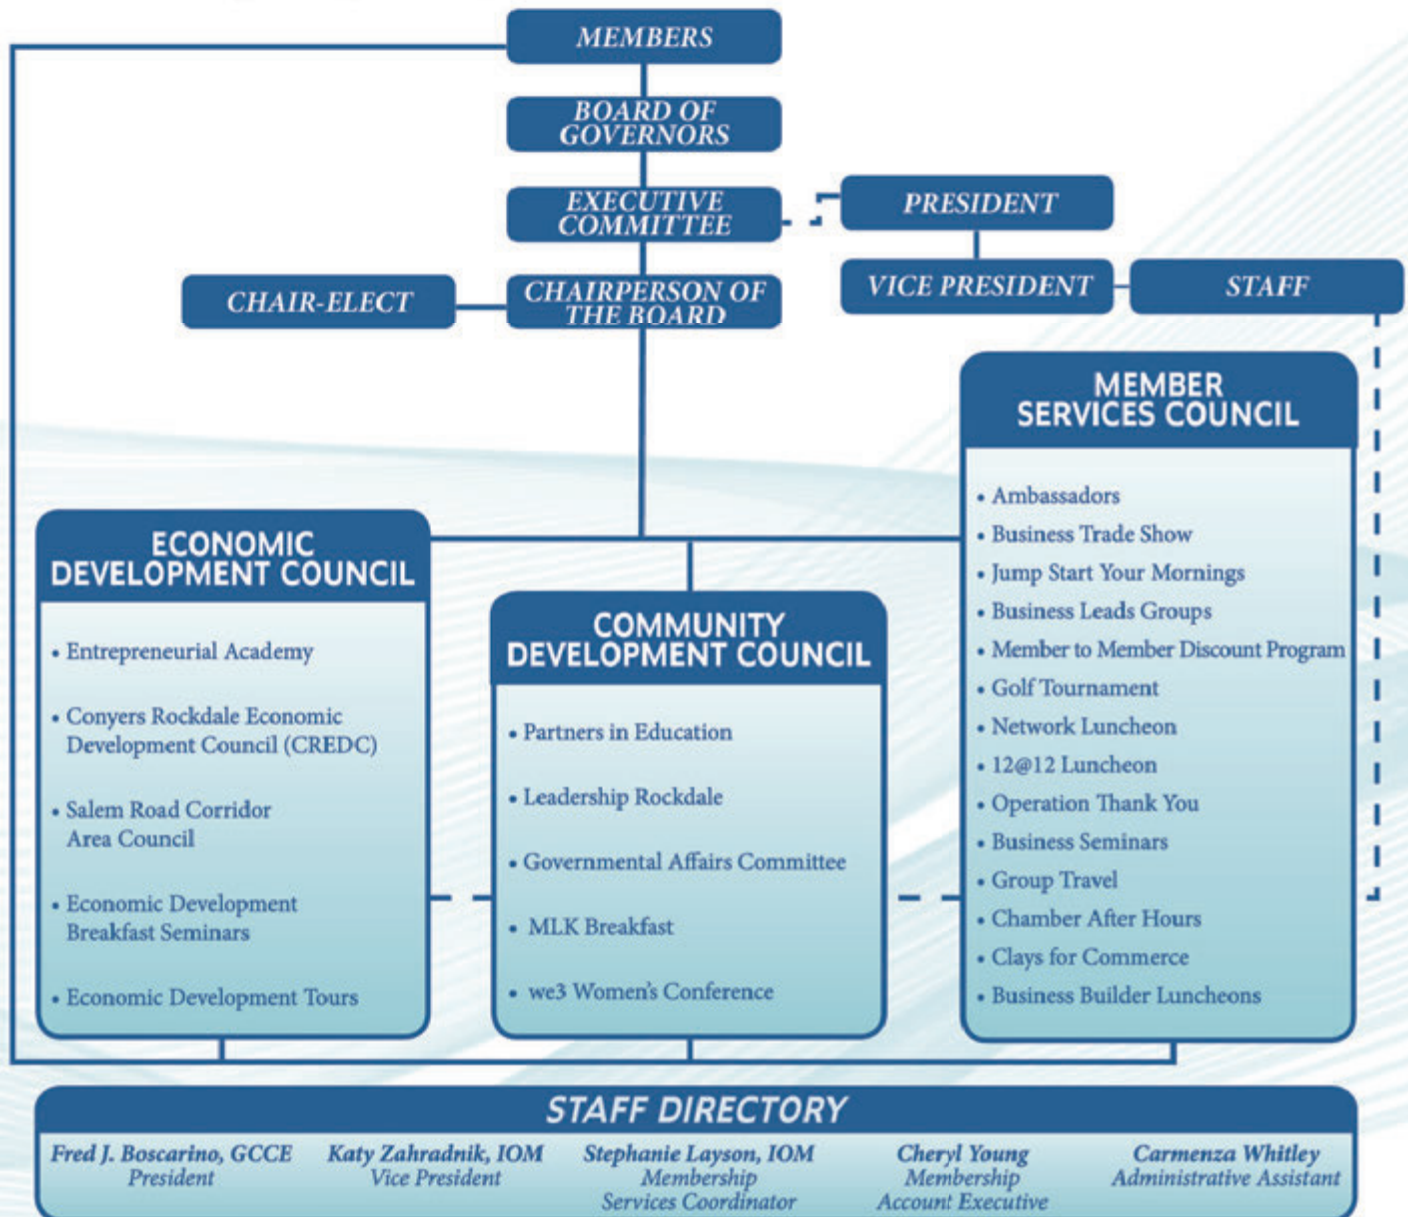 MEMBERS
BOARD OF
GOVERNORS
EXECUTIVE
COMMITTEE
PRESIDENT
CHAIR-ELECT
CHAIRPERSON OF
THE BOARD
VICE PRESIDENT
STAFF
MEMBER
SERVICES COUNCIL
• Ambassadors
• Business Trade Show
• Jump Start Your Mornings
• Business Leads Groups
• Member to Member Discount Program
• Golf Tournament
• Network Luncheon
• 12@12 Luncheon
• Operation Thank You
• Business Seminars
• Group Travel
• Chamber After Hours
• Clays for Commerce
• Business Builder Luncheons
ECONOMIC
DEVELOPMENT COUNCIL
• Entrepreneurial Academy
• Conyers Rockdale Economic
Development Council (CREDC)
• Salem Road Corridor
Area Council
• Economic Development
Breakfast Seminars
• Economic Development Tours
COMMUNITY
DEVELOPMENT COUNCIL
• Partners in Education
• Leadership Rockdale
• Governmental Affairs Committee
• MLK Breakfast
• we3 Women's Conference
STAFF DIRECTORY
Fred J. Boscarino, GCCE
President
Katy Zahradnik, IOM
Vice President
Stephanie Layson, IOM
Membership
Services Coordinator
Cheryl Young
Membership
Account Executive
Carmenza Whitley
Administrative Assistant